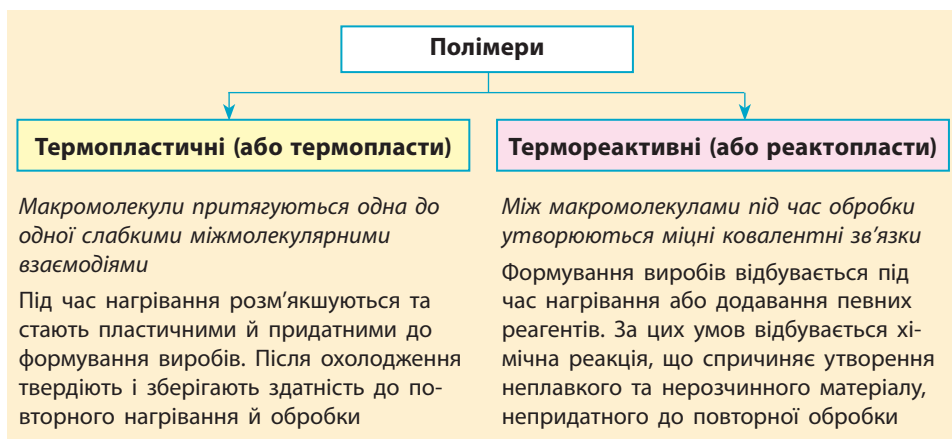 Полімери
Термопластичні (або термопласти)
Макромолекули притягуються одна до
одної слабкими міжмолекулярними
взаємодіями
Під час нагрівання розм’якшуються та
стають пластичними й придатними до
формування виробів. Після охолодження
твердіють і зберігають здатність до по-
вторного нагрівання й обробки
Термореактивні (або реактопласти)
Між макромолекулами під час обробки
утворюються міцні ковалентні зв’язки
Формування виробів відбувається під
час нагрівання або додавання певних
реагентів. За цих умов відбувається хі-
мічна реакція, що спричиняє утворення
неплавкого та нерозчинного матеріалу,
непридатного до повторної обробки